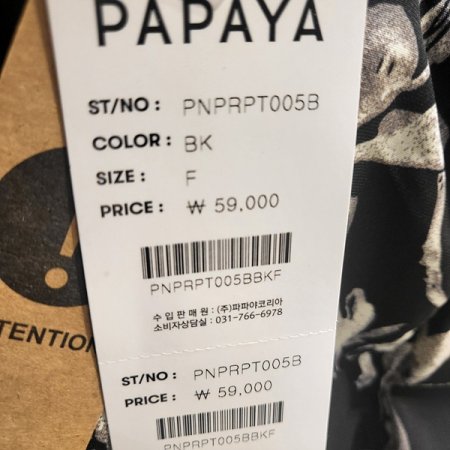 PAPAYA
ST/NO : PNPRPT005B
COLOR : BK
SIZE : F
PRICE : ₩ 59,000
PNPRPT005BBKF
수 입 판 매 원 : (주)파파야코리아
소비자상담실 : 031-766-6978
TENTION
ST/NO : PNPRPT005B
PRICE : ₩ 59,000
PNPRPT005BBKF